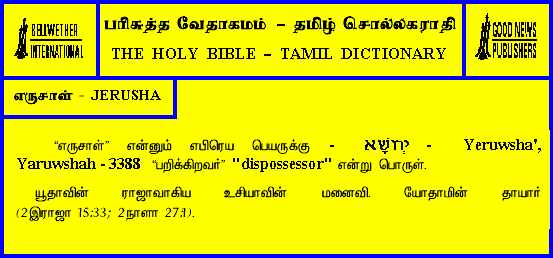 BELLWETHER
INTERNATIONAL
பரிசுத்த வேதாகமம் – தமிழ் சொல்லகராதி
THE HOLY BIBLE – TAMIL DICTIONARY
GOOD NEWS
PUBLISHERS
எருசாள் - JERUSHA
“எருசாள்” என்னும் எபிரெய பெயருக்கு - יְרוּשָׁא - Yeruwsha',
Yaruwshah - 3388 “பறிக்கிறவர்” "dispossessor" என்று பொருள்.
யூதாவின் ராஜாவாகிய உசியாவின் மனைவி. யோதாமின் தாயார்
(2இராஜா 15:33; 2நாளா 27:1).